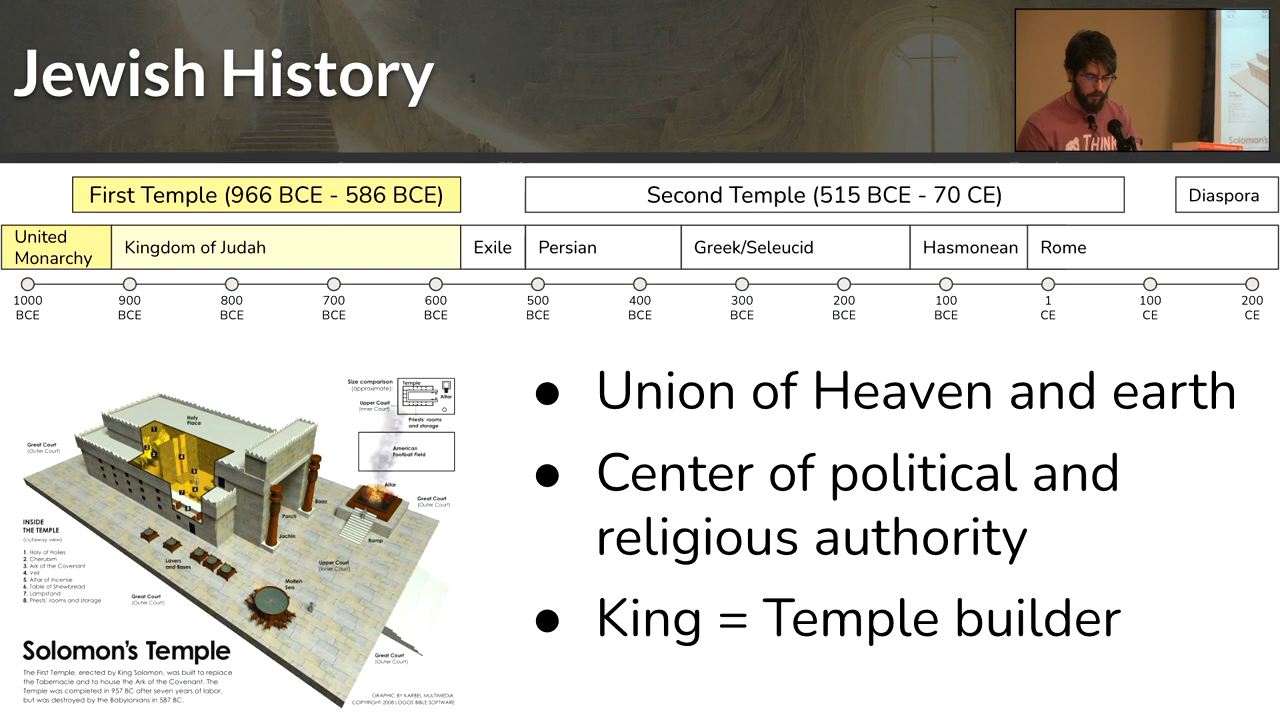 Jewish History
THINK
Solomon's
First Temple (966 BCE - 586 BCE)
Second Temple (515 BCE - 70 CE)
Diaspora
United
Monarchy
Kingdom of Judah
Exile
Persian
Greek/Seleucid
Hasmonean
Rome
1000
BCE
900
BCE
800
BCE
700
BCE
600
BCE
500
BCE
400
BCE
300
BCE
200
BCE
100
BCE
1
CE
100
CE
200
CE
● Union of Heaven and earth
● Center of political and
religious authority
● King = Temple builder
Size comparison
(approximate):
Temple
Altar
Upper Court
(Inner Court)
Priests' rooms
and storage
American
Football Field
Holy
Place
Great Court
(Outer Court)
Altar
Great Court
(Outer Court)
Boaz
Porch
Jachin
Ramp
INSIDE
THE TEMPLE
(cutaway view)
1. Holy of Holies
2. Cherubim
3. Ark of the Covenant
4. Veil
5. Altar of Incense
6. Table of Shewbread
7. Lampstand
8. Priests' rooms and storage
Lavers
and Bases
Upper Court
(Inner Court)
Molten
Sea
Great Court
(Outer Court)
Great Court
(Outer Court)
Solomon's Temple
The First Temple, erected by King Solomon, was built to replace
the Tabernacle and to house the Ark of the Covenant. The
Temple was completed in 957 BC after seven years of labor,
but was destroyed by the Babylonians in 587 BC.
GRAPHIC BY KARBEL MULTIMEDIA.
COPYRIGHT 2008 LOGOS BIBLE SOFTWARE